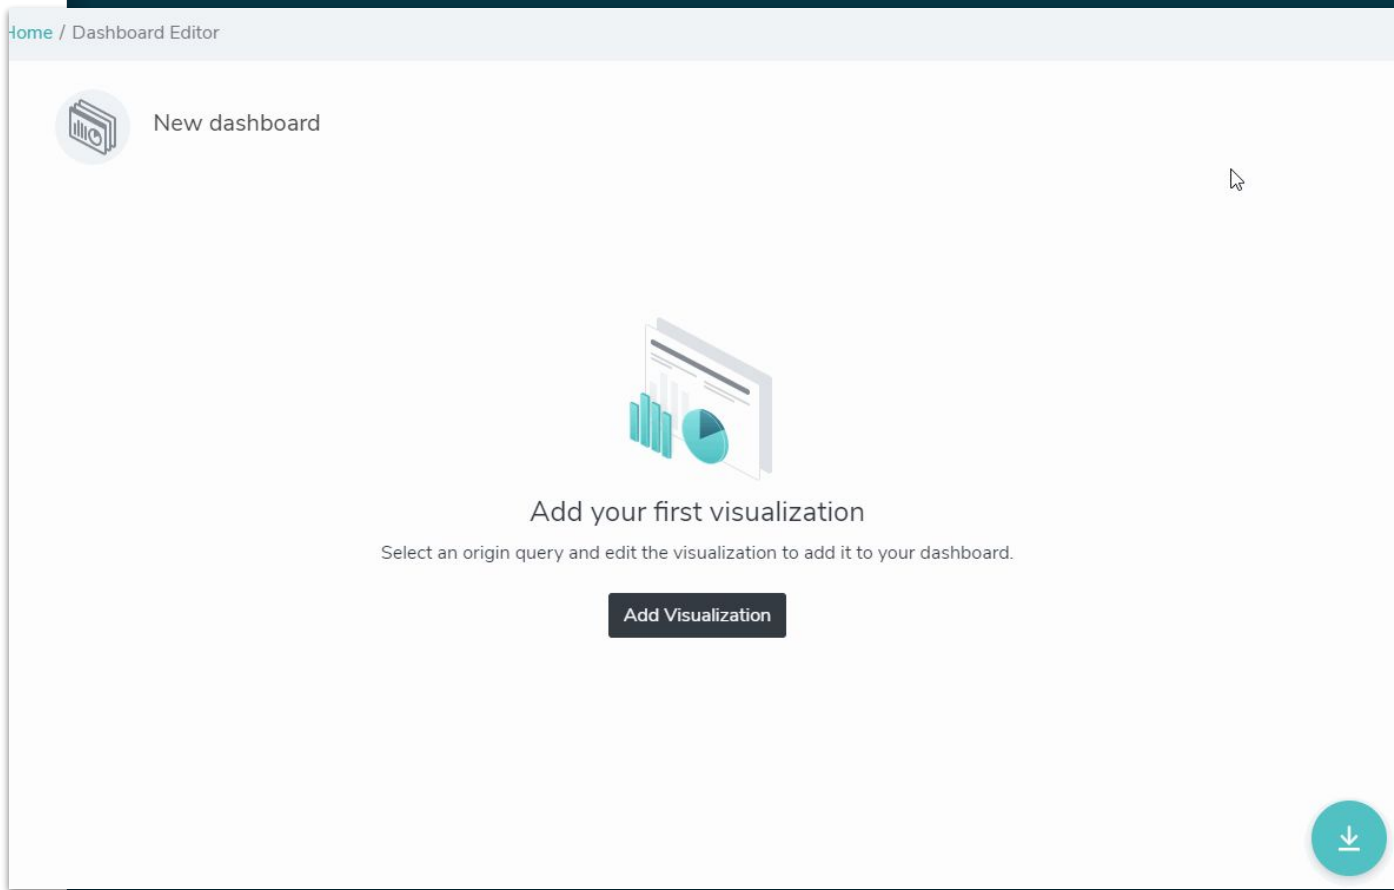 Home / Dashboard Editor
New dashboard
Add your first visualization
Select an origin query and edit the visualization to add it to your dashboard.
Add Visualization